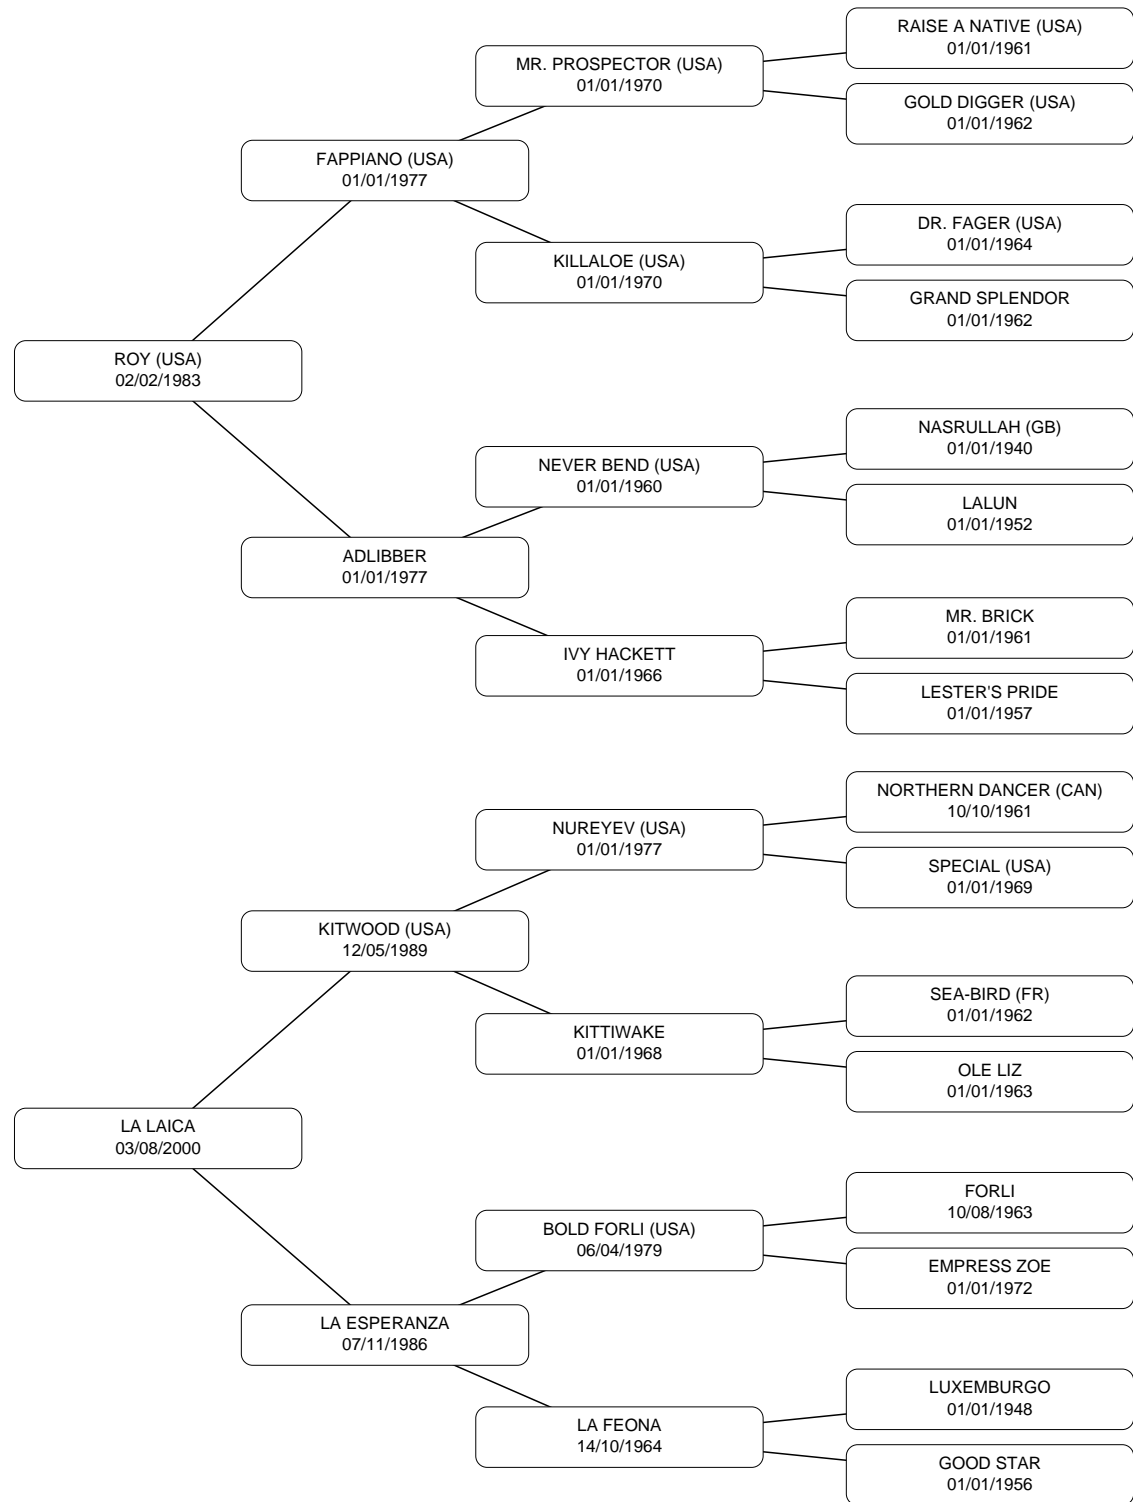 RAISE A NATIVE (USA)
01/01/1961
MR. PROSPECTOR (USA)
01/01/1970
GOLD DIGGER (USA)
01/01/1962
FAPPIANO (USA)
01/01/1977
DR. FAGER (USA)
01/01/1964
KILLALOE (USA)
01/01/1970
GRAND SPLENDOR
01/01/1962
ROY (USA)
02/02/1983
NASRULLAH (GB)
01/01/1940
NEVER BEND (USA)
01/01/1960
LALUN
01/01/1952
ADLIBBER
01/01/1977
MR. BRICK
01/01/1961
IVY HACKETT
01/01/1966
LESTER'S PRIDE
01/01/1957
NORTHERN DANCER (CAN)
10/10/1961
NUREYEV (USA)
01/01/1977
SPECIAL (USA)
01/01/1969
KITWOOD (USA)
12/05/1989
SEA-BIRD (FR)
01/01/1962
KITTIWAKE
01/01/1968
OLE LIZ
01/01/1963
LA LAICA
03/08/2000
FORLI
10/08/1963
BOLD FORLI (USA)
06/04/1979
EMPRESS ZOE
01/01/1972
LA ESPERANZA
07/11/1986
LUXEMBURGO
01/01/1948
LA FEONA
14/10/1964
GOOD STAR
01/01/1956